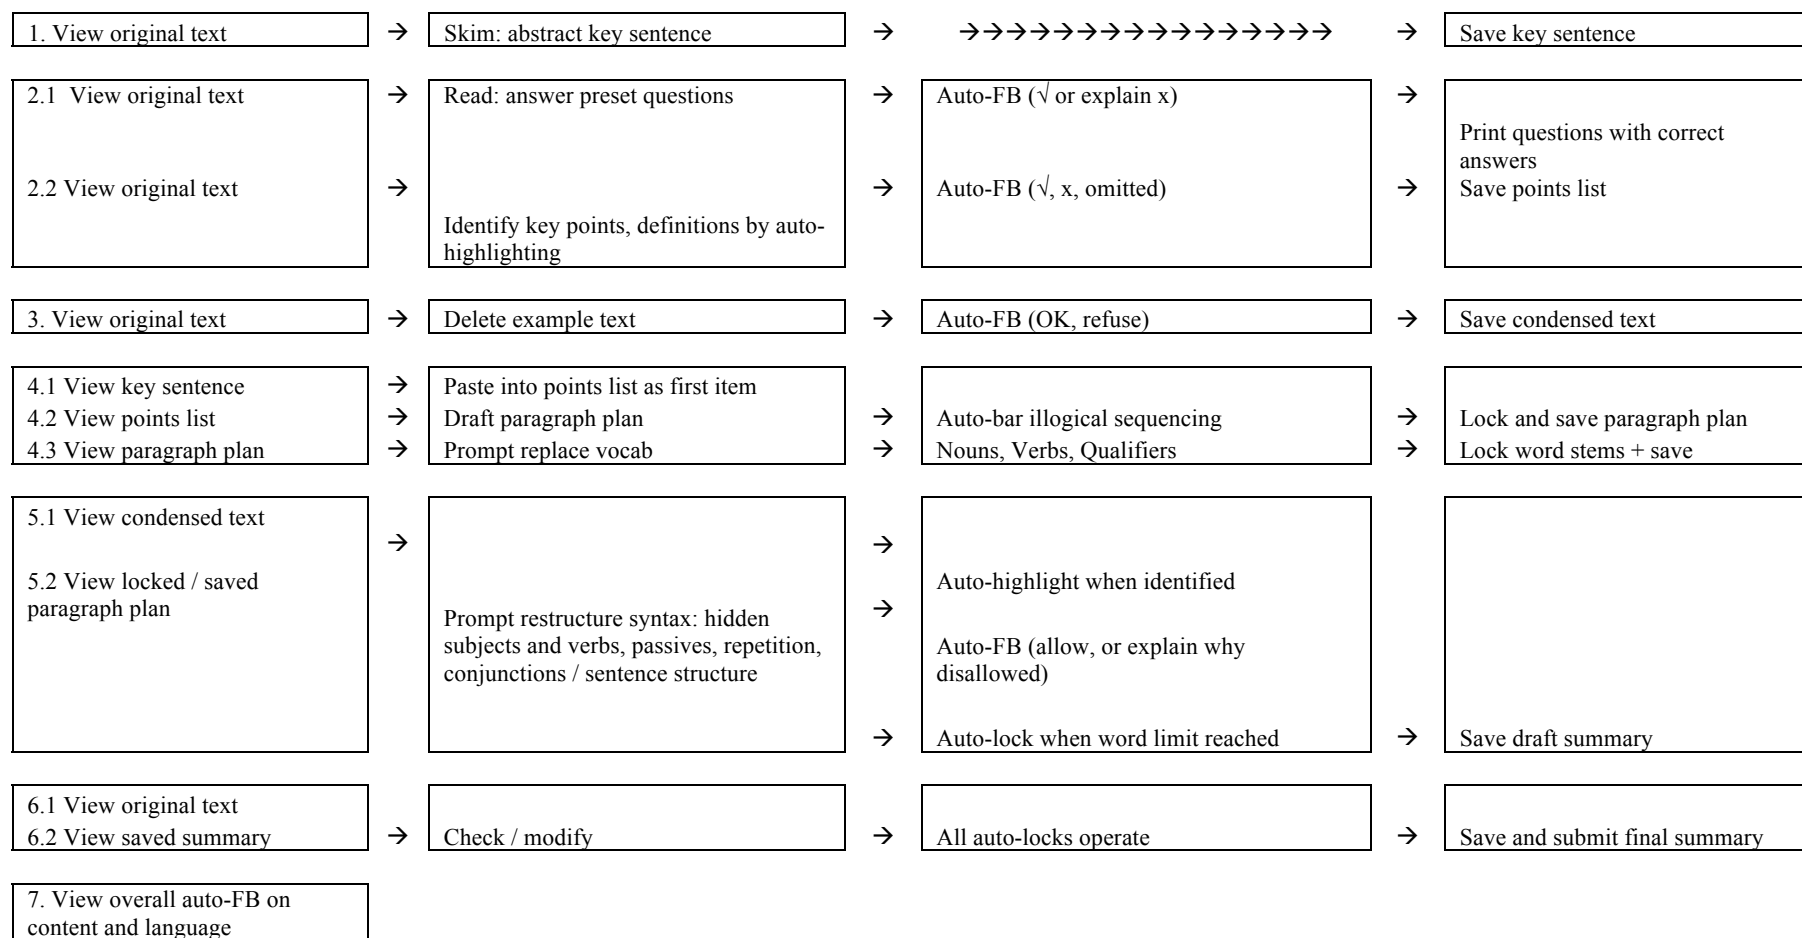 1. View original text → Skim: abstract key sentence → →→→→→→→→→→→→→→→→ → Save key sentence
2.1 View original text → Read: answer preset questions → Auto-FB (√ or explain x) →
Print questions with correct
answers
2.2 View original text → → Auto-FB (√, x, omitted) → Save points list
Identify key points, definitions by auto-
highlighting
3. View original text → Delete example text → Auto-FB (OK, refuse) → Save condensed text
4.1 View key sentence → Paste into points list as first item
4.2 View points list → Draft paragraph plan → Auto-bar illogical sequencing → Lock and save paragraph plan
4.3 View paragraph plan → Prompt replace vocab → Nouns, Verbs, Qualifiers → Lock word stems + save
5.1 View condensed text
→ →
5.2 View locked / saved Auto-highlight when identified
paragraph plan →
Prompt restructure syntax: hidden
subjects and verbs, passives, repetition, Auto-FB (allow, or explain why
conjunctions / sentence structure disallowed)
→ Auto-lock when word limit reached → Save draft summary
6.1 View original text
6.2 View saved summary → Check / modify → All auto-locks operate → Save and submit final summary
7. View overall auto-FB on
content and language